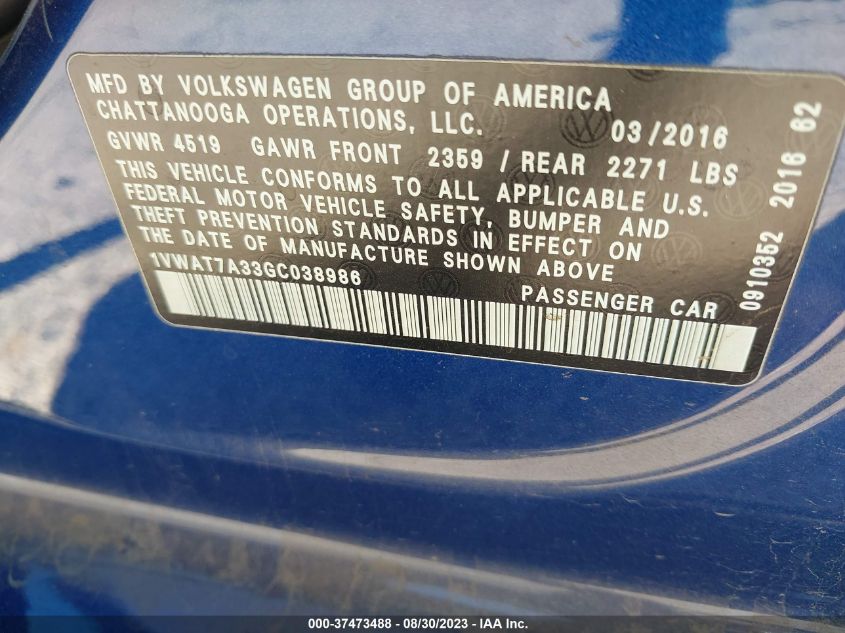 MFD BY VOLKSWAGEN GROUP OF AMERICA
CHATTANOOGA OPERATIONS, LLC. 03/2016
GVWR 4519 GAWR FRONT 2359 / REAR 2271 LBS
THIS VEHICLE CONFORMS TO ALL APPLICABLE U.S.
FEDERAL MOTOR VEHICLE SAFETY, BUMPER AND
THEFT PREVENTION STANDARDS IN EFFECT ON
THE DATE OF MANUFACTURE SHOWN ABOVE
1VWAT7A33GC038986 PASSENGER CAR
0910352 2016 62
000-37473488 - 08/30/2023 - IAA Inc.